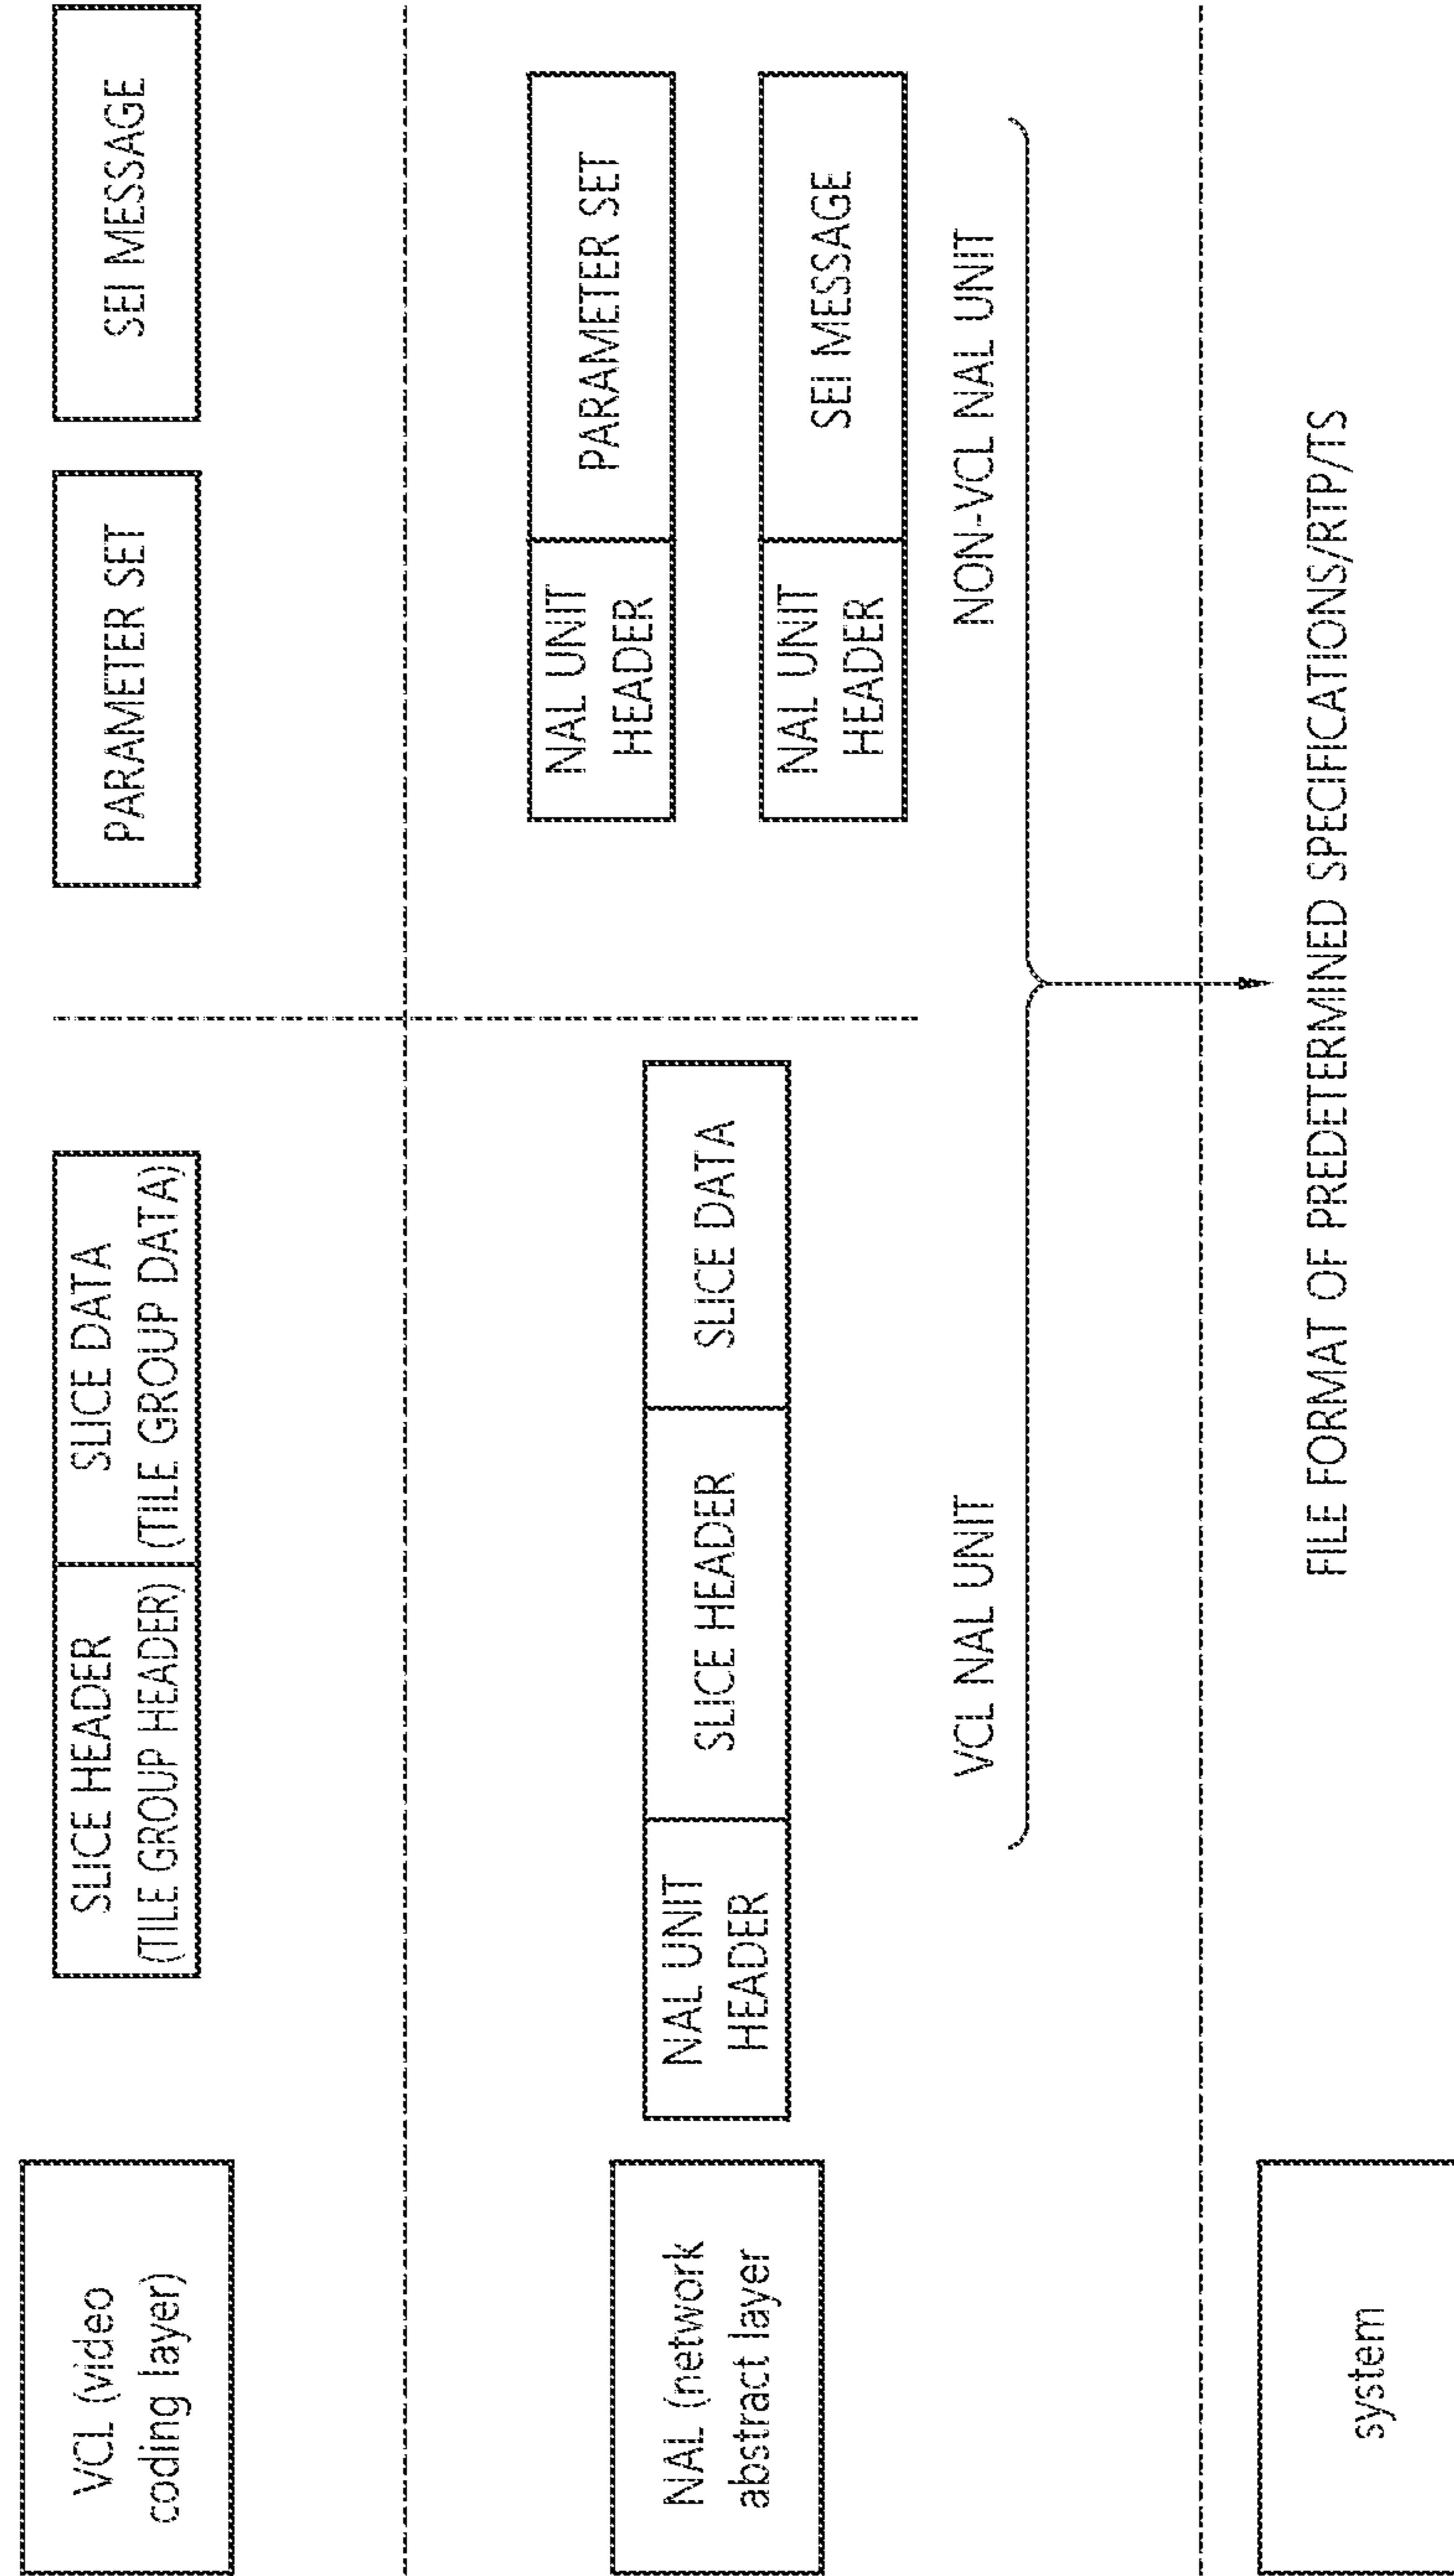 VCL (video
coding layer)
SLICE HEADER
(TILE GROUP HEADER)
SLICE DATA
(TILE GROUP DATA)
PARAMETER SET
SEI MESSAGE
NAL (network
abstract layer
NAL UNIT
HEADER
SLICE HEADER
SLICE DATA
NAL UNIT
HEADER
PARAMETER SET
NAL UNIT
HEADER
SEI MESSAGE
VCL NAL UNIT
NON-VCL NAL UNIT
system
FILE FORMAT OF PREDETERMINED SPECIFICATIONS/RTP/TS